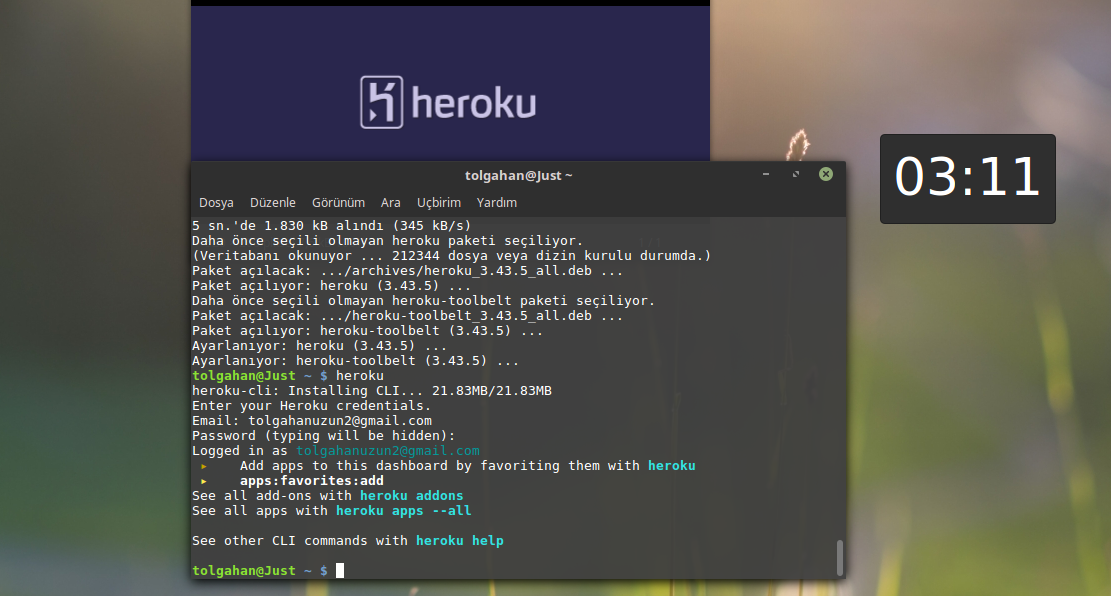 heroku
03:11
tolgahan@Just ~
Dosya Düzenle Görünüm Ara Uçbirim Yardım
5 sn.'de 1.830 kB alındı (345 kB/s)
Daha önce seçili olmayan heroku paketi seçiliyor.
(Veritabanı okunuyor ... 212344 dosya veya dizin kurulu durumda.)
Paket açılacak: .../archives/heroku_3.43.5_all.deb ...
Paket açılıyor: heroku (3.43.5) ...
Daha önce seçili olmayan heroku-toolbelt paketi seçiliyor.
Paket açılacak: .../heroku-toolbelt_3.43.5_all.deb ...
Paket açılıyor: heroku-toolbelt (3.43.5) ...
Ayarlanıyor: heroku (3.43.5) ...
Ayarlanıyor: heroku-toolbelt (3.43.5) ...
tolgahan@Just ~ $ heroku
heroku-cli: Installing CLI... 21.83MB/21.83MB
Enter your Heroku credentials.
Email: tolgahanuzun2@gmail.com
Password (typing will be hidden):
Logged in as tolgahanuzun2@gmail.com
▸ Add apps to this dashboard by favoriting them with heroku
▸ apps:favorites:add
See all add-ons with heroku addons
See all apps with heroku apps --all
See other CLI commands with heroku help
tolgahan@Just ~ $